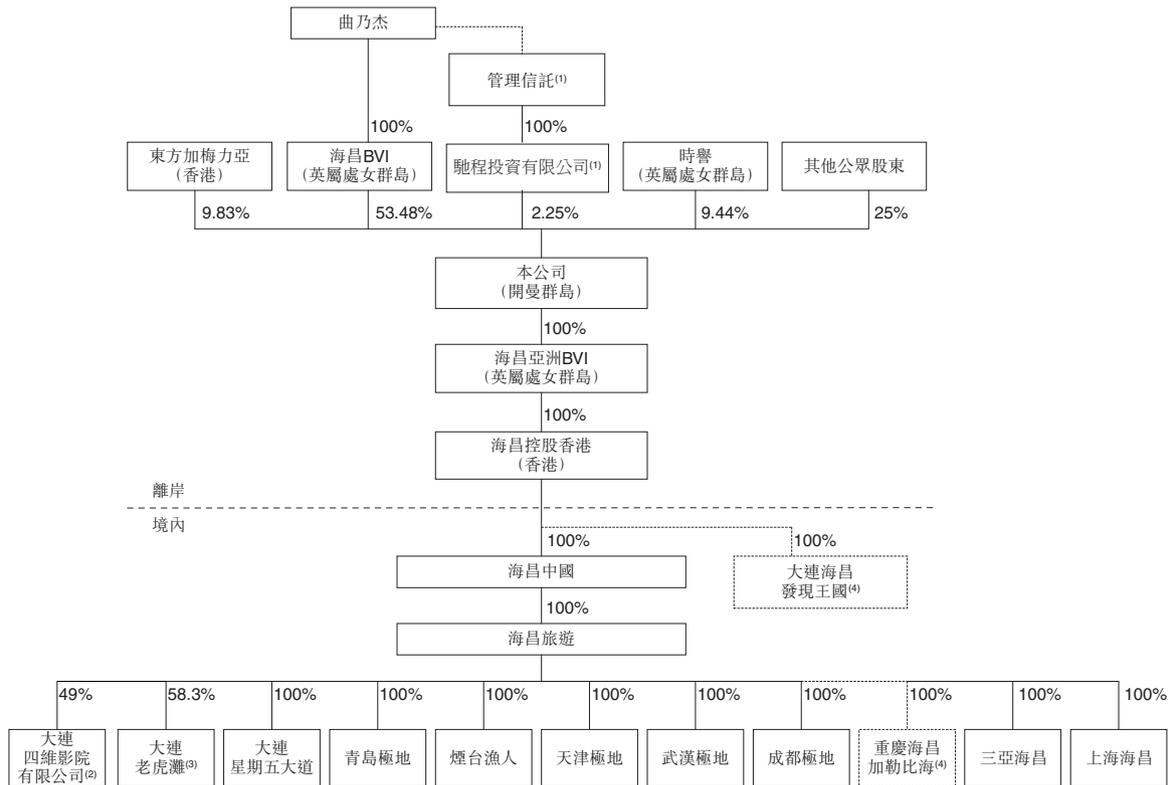 曲乃杰
管理信託(1)
100%
100%
東方加梅力亞
(香港)
海昌BVI
(英屬處女群島)
馳程投資有限公司(1)
時譽
(英屬處女群島)
其他公眾股東
9.83%
53.48%
2.25%
9.44%
25%
本公司
(開曼群島)
100%
海昌亞洲BVI
(英屬處女群島)
100%
海昌控股香港
(香港)
離岸
境內
100%
100%
海昌中國
大連海昌
發現王國(4)
100%
海昌旅遊
49%
58.3%
100%
100%
100%
100%
100%
100%
100%
100%
100%
大連
四維影院
有限公司(2)
大連
老虎灘(3)
大連
星期五大道
青島極地
煙台漁人
天津極地
武漢極地
成都極地
重慶海昌
加勒比海(4)
三亞海昌
上海海昌